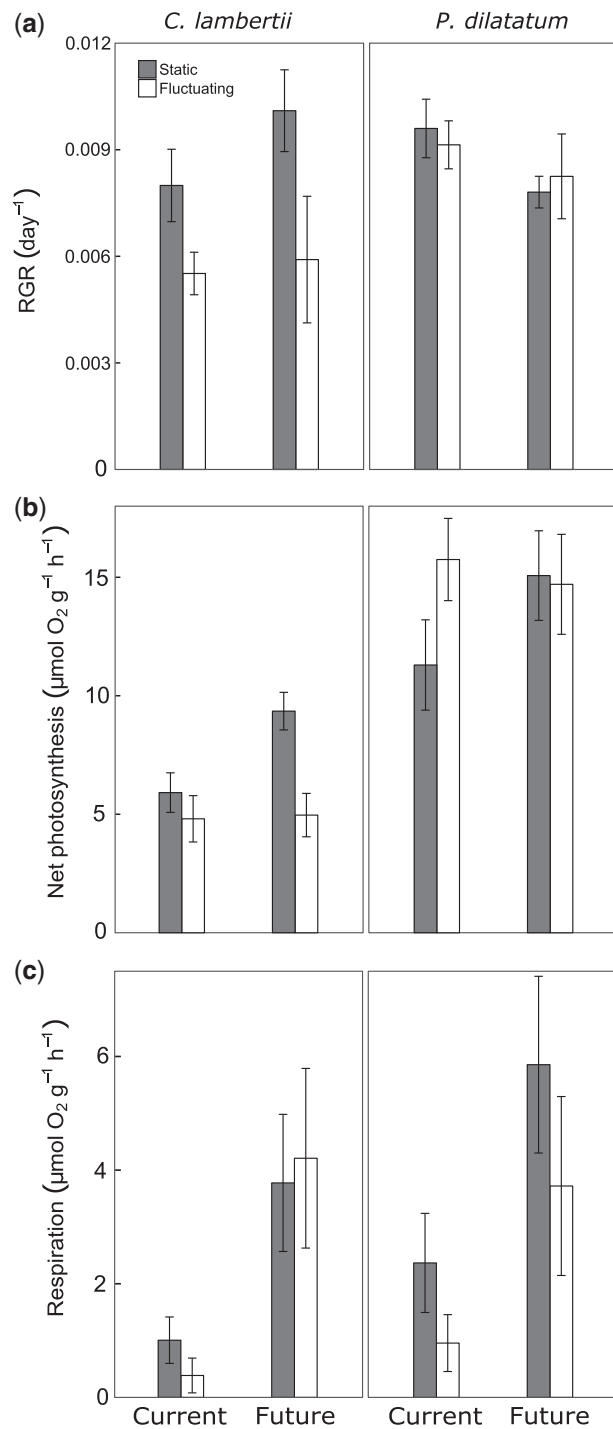 (a) C. lambertii P. dilatatum
0.012
Static
Fluctuating
0.009
0.006
0.003
0
RGR (day⁻¹)
(b)
15
10
5
0
Net photosynthesis (µmol O₂ g⁻¹ h⁻¹)
(c)
6
4
2
0
Respiration (µmol O₂ g⁻¹ h⁻¹)
Current Future Current Future